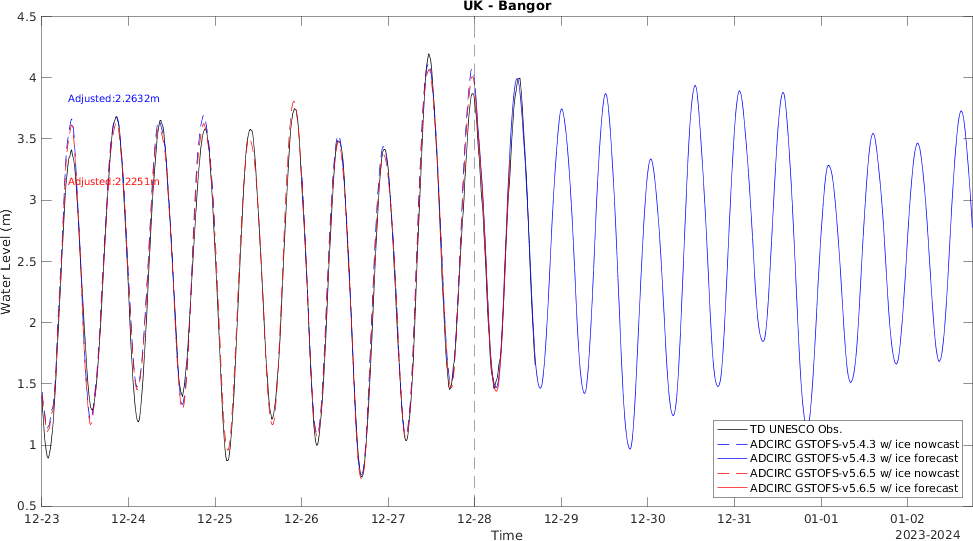 UK - Bangor
4.5
4
3.5
3
2.5
2
1.5
1
0.5
Water Level (m)
Adjusted:2.2632m
Adjusted:2.2251m
TD UNESCO Obs.
ADCIRC GSTOFS-v5.4.3 w/ ice nowcast
ADCIRC GSTOFS-v5.4.3 w/ ice forecast
ADCIRC GSTOFS-v5.6.5 w/ ice nowcast
ADCIRC GSTOFS-v5.6.5 w/ ice forecast
12-23 12-24 12-25 12-26 12-27 12-28 12-29 12-30 12-31 01-01 01-02
Time
2023-2024